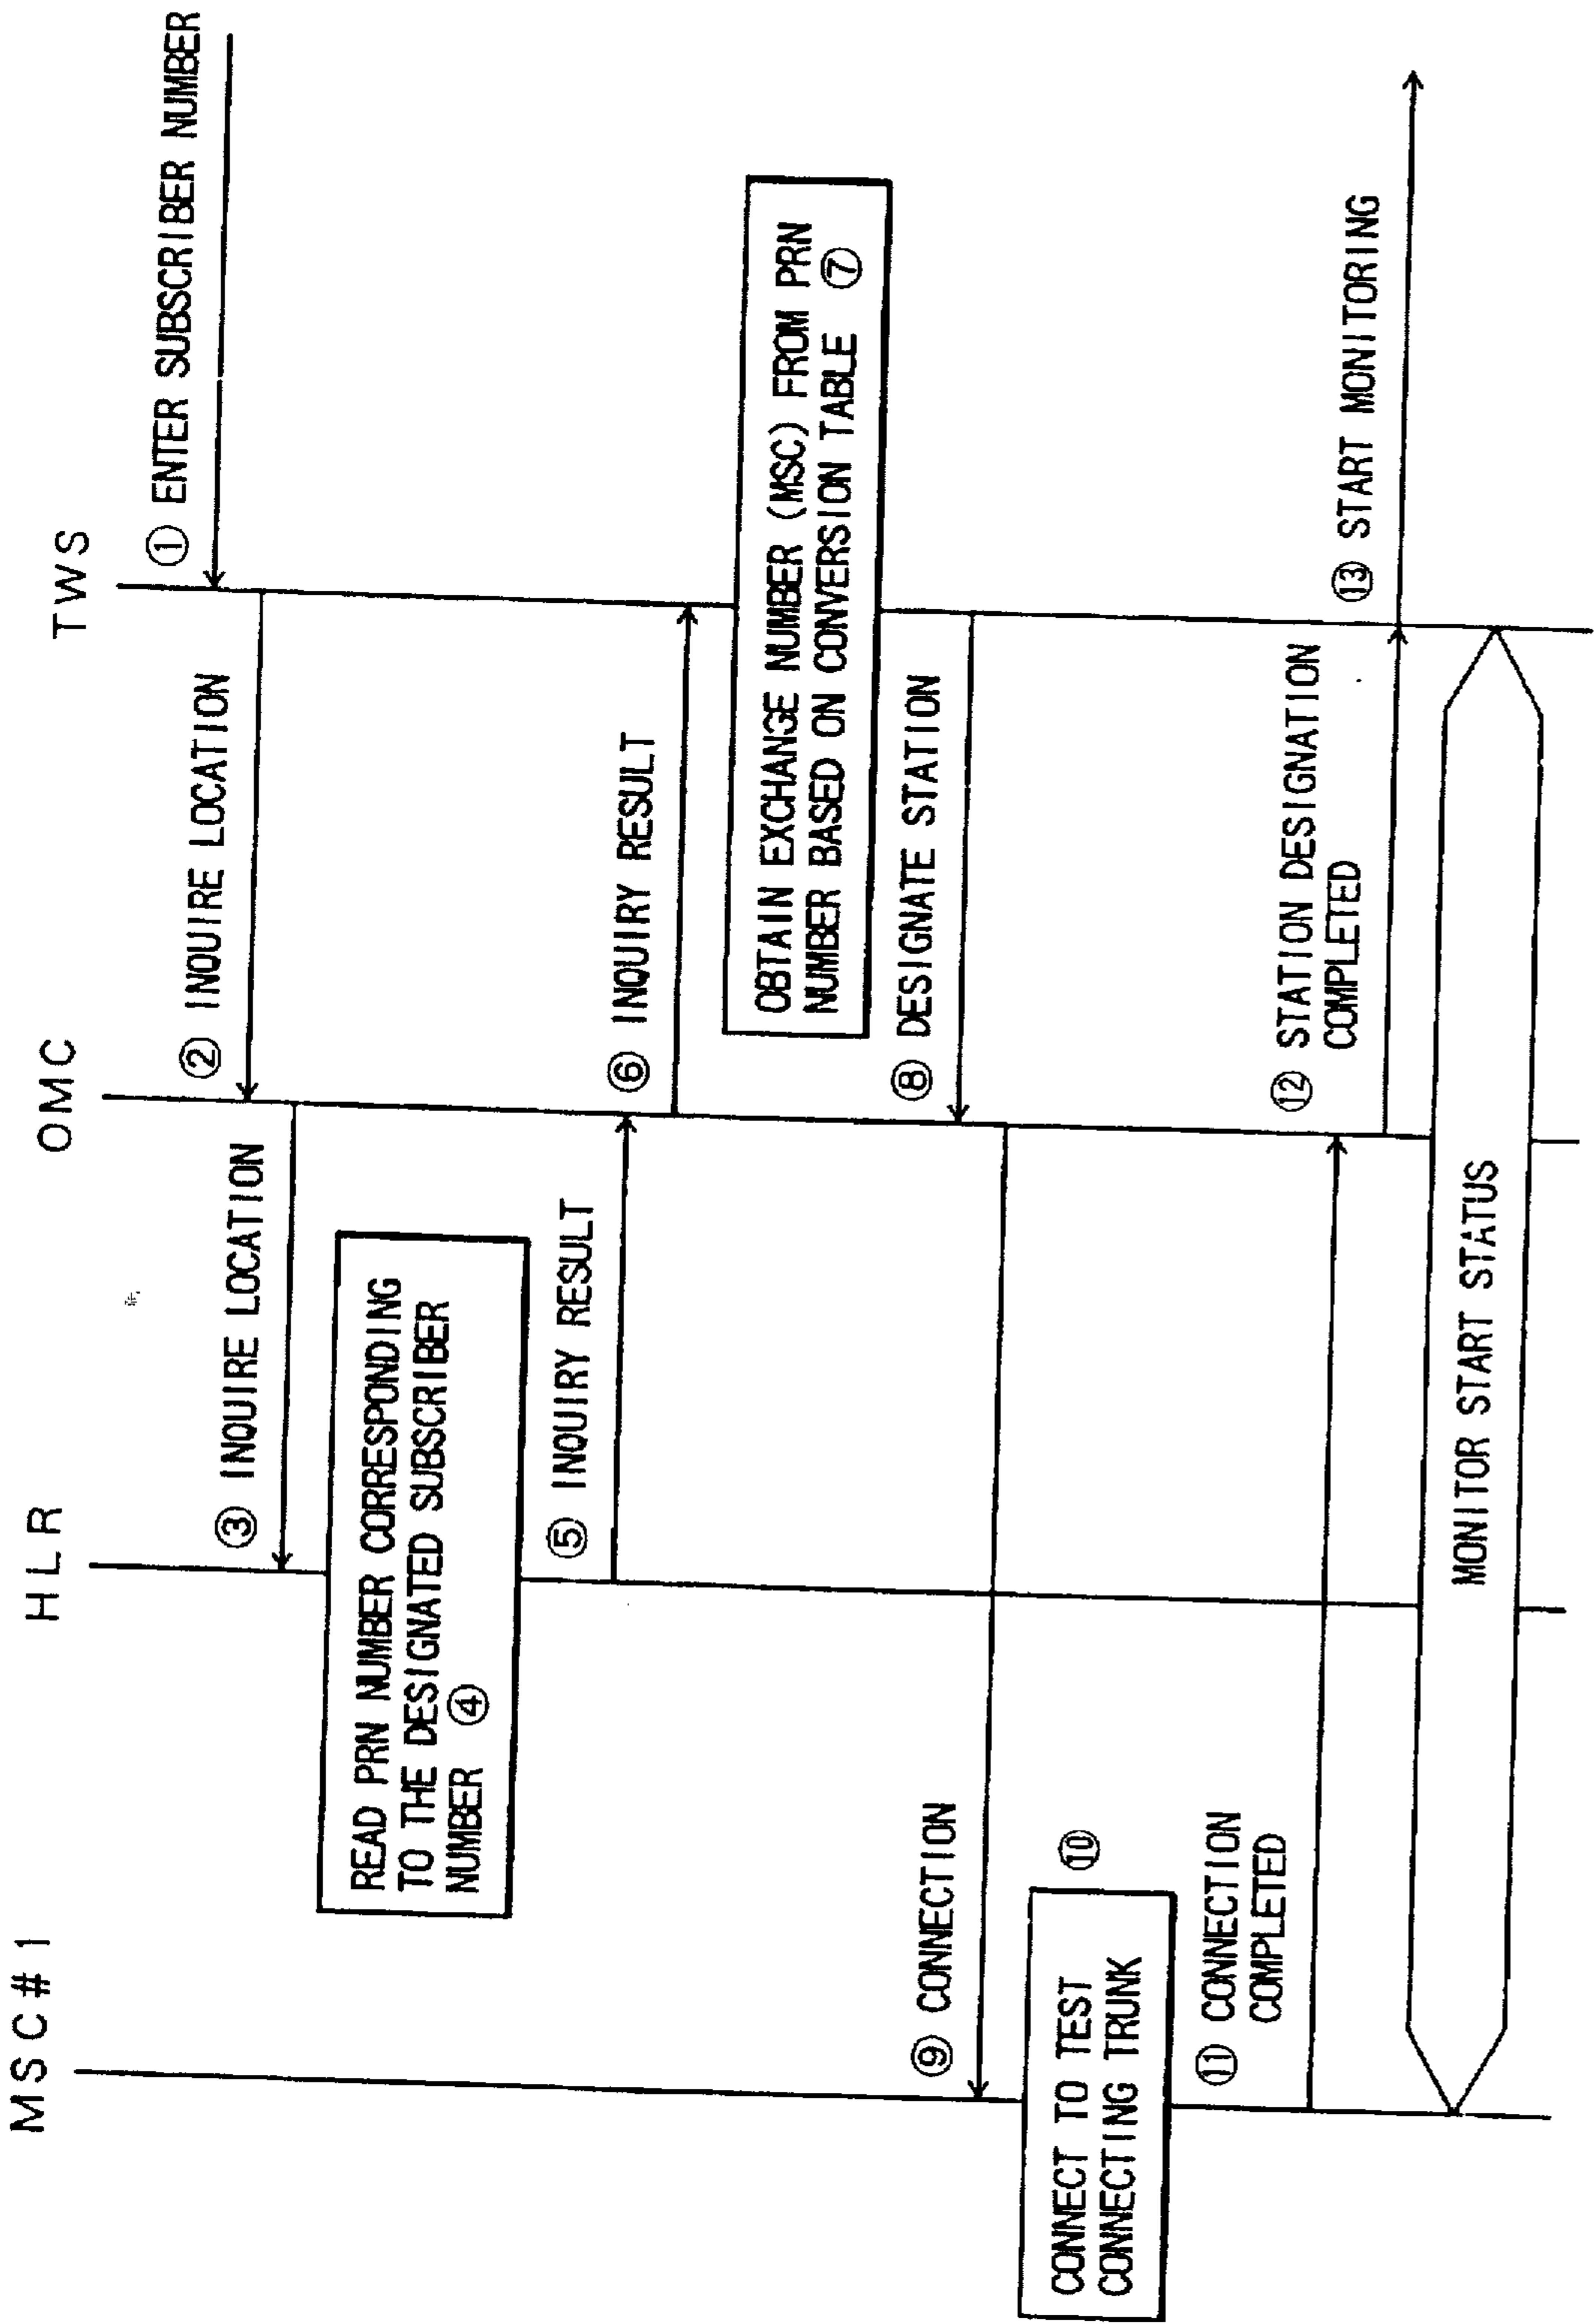 MSC#1
HLR
OMC
TWS
① ENTER SUBSCRIBER NUMBER
② INQUIRE LOCATION
③ INQUIRE LOCATION
READ PRN NUMBER CORRESPONDING
TO THE DESIGNATED SUBSCRIBER
NUMBER ④
⑤ INQUIRY RESULT
⑥ INQUIRY RESULT
OBTAIN EXCHANGE NUMBER (MSC) FROM PRN
NUMBER BASED ON CONVERSION TABLE ⑦
⑧ DESIGNATE STATION
⑨ CONNECTION
CONNECT TO TEST
CONNECTING TRUNK
⑩
⑪ CONNECTION
COMPLETED
⑫ STATION DESIGNATION
COMPLETED
⑬ START MONITORING
MONITOR START STATUS